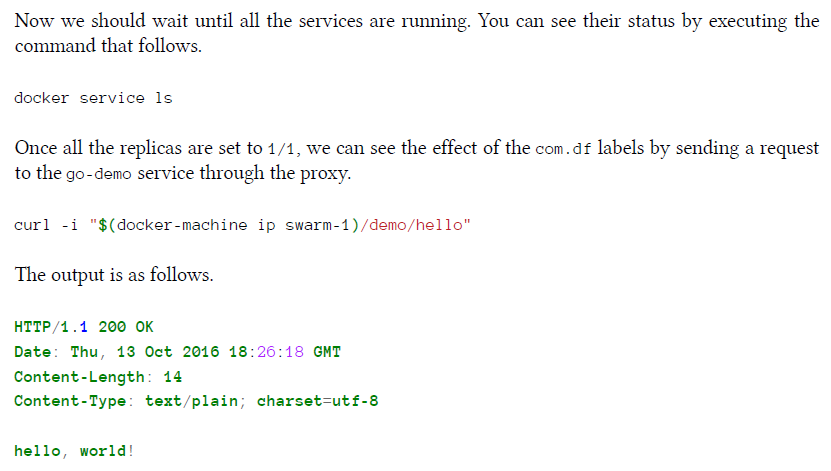 Now we should wait until all the services are running. You can see their status by executing the
command that follows.
docker service ls
Once all the replicas are set to 1/1, we can see the effect of the com.df labels by sending a request
to the go-demo service through the proxy.
curl -i "$(docker-machine ip swarm-1)/demo/hello"
The output is as follows.
HTTP/1.1 200 OK
Date: Thu, 13 Oct 2016 18:26:18 GMT
Content-Length: 14
Content-Type: text/plain; charset=utf-8
hello, world!